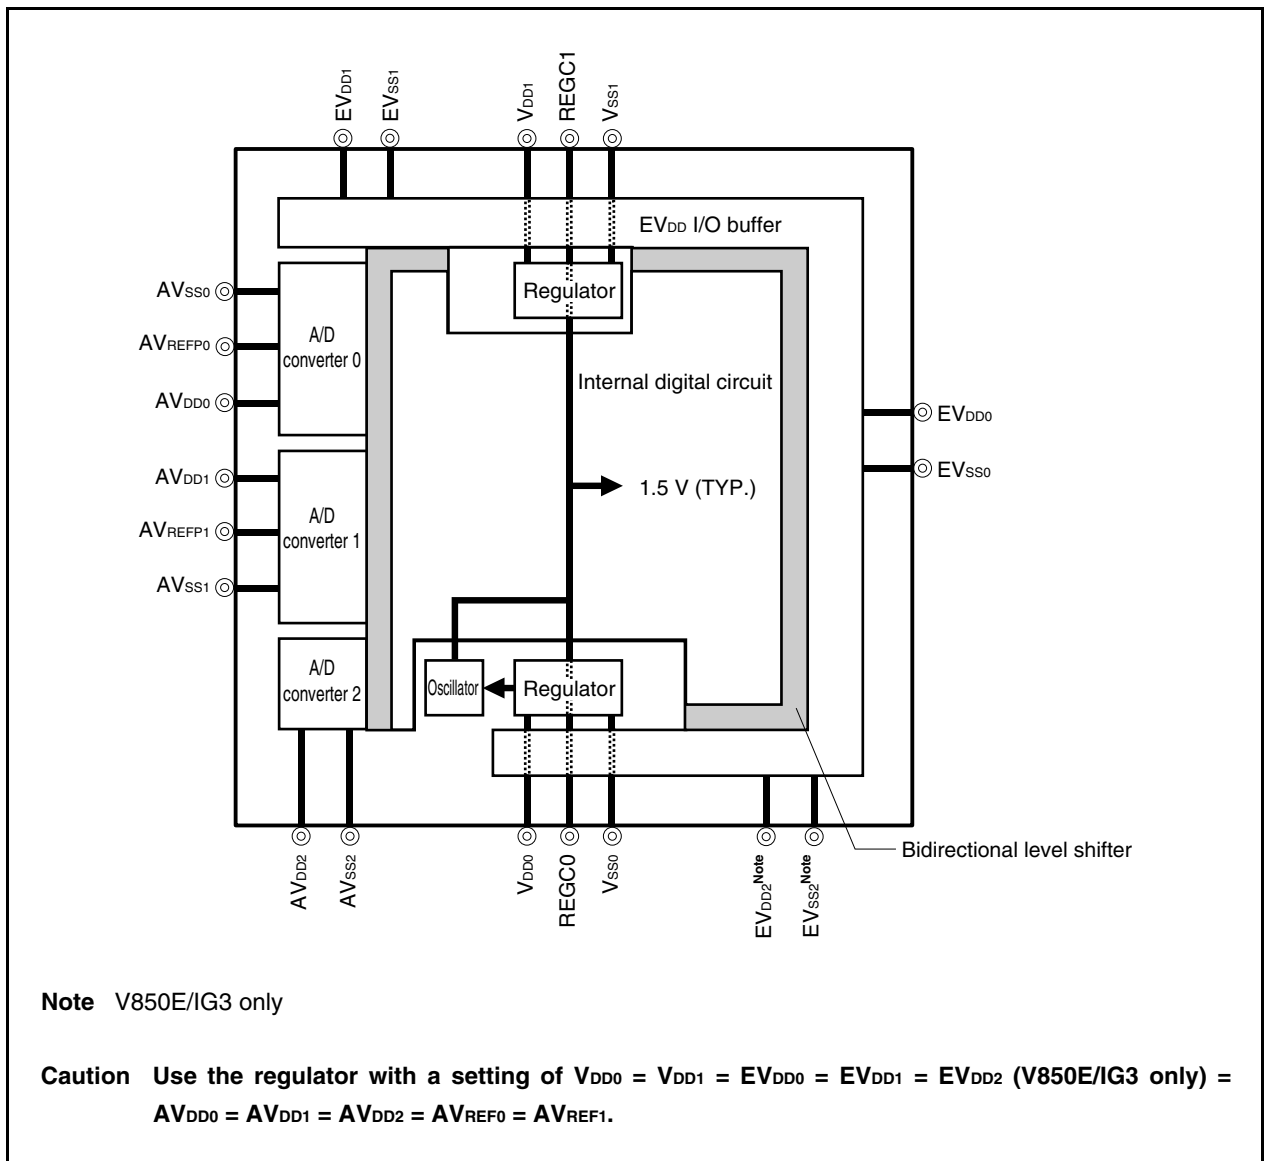 EVDD1
EVSS1
VDD1
REGC1
VSS1
EVDD I/O buffer
AVSS0
Regulator
A/D
converter 0
AVREFP0
Internal digital circuit
AVDD0
EVDD0
AVDD1
EVSS0
1.5 V (TYP.)
A/D
converter 1
AVREFP1
AVSS1
A/D
converter 2
Oscillator
Regulator
Bidirectional level shifter
AVDD2
AVSS2
VDD0
REGC0
VSS0
EVDD2Note
EVSS2Note
Note V850E/IG3 only
Caution Use the regulator with a setting of VDD0 = VDD1 = EVDD0 = EVDD1 = EVDD2 (V850E/IG3 only) =
AVDD0 = AVDD1 = AVDD2 = AVREF0 = AVREF1.